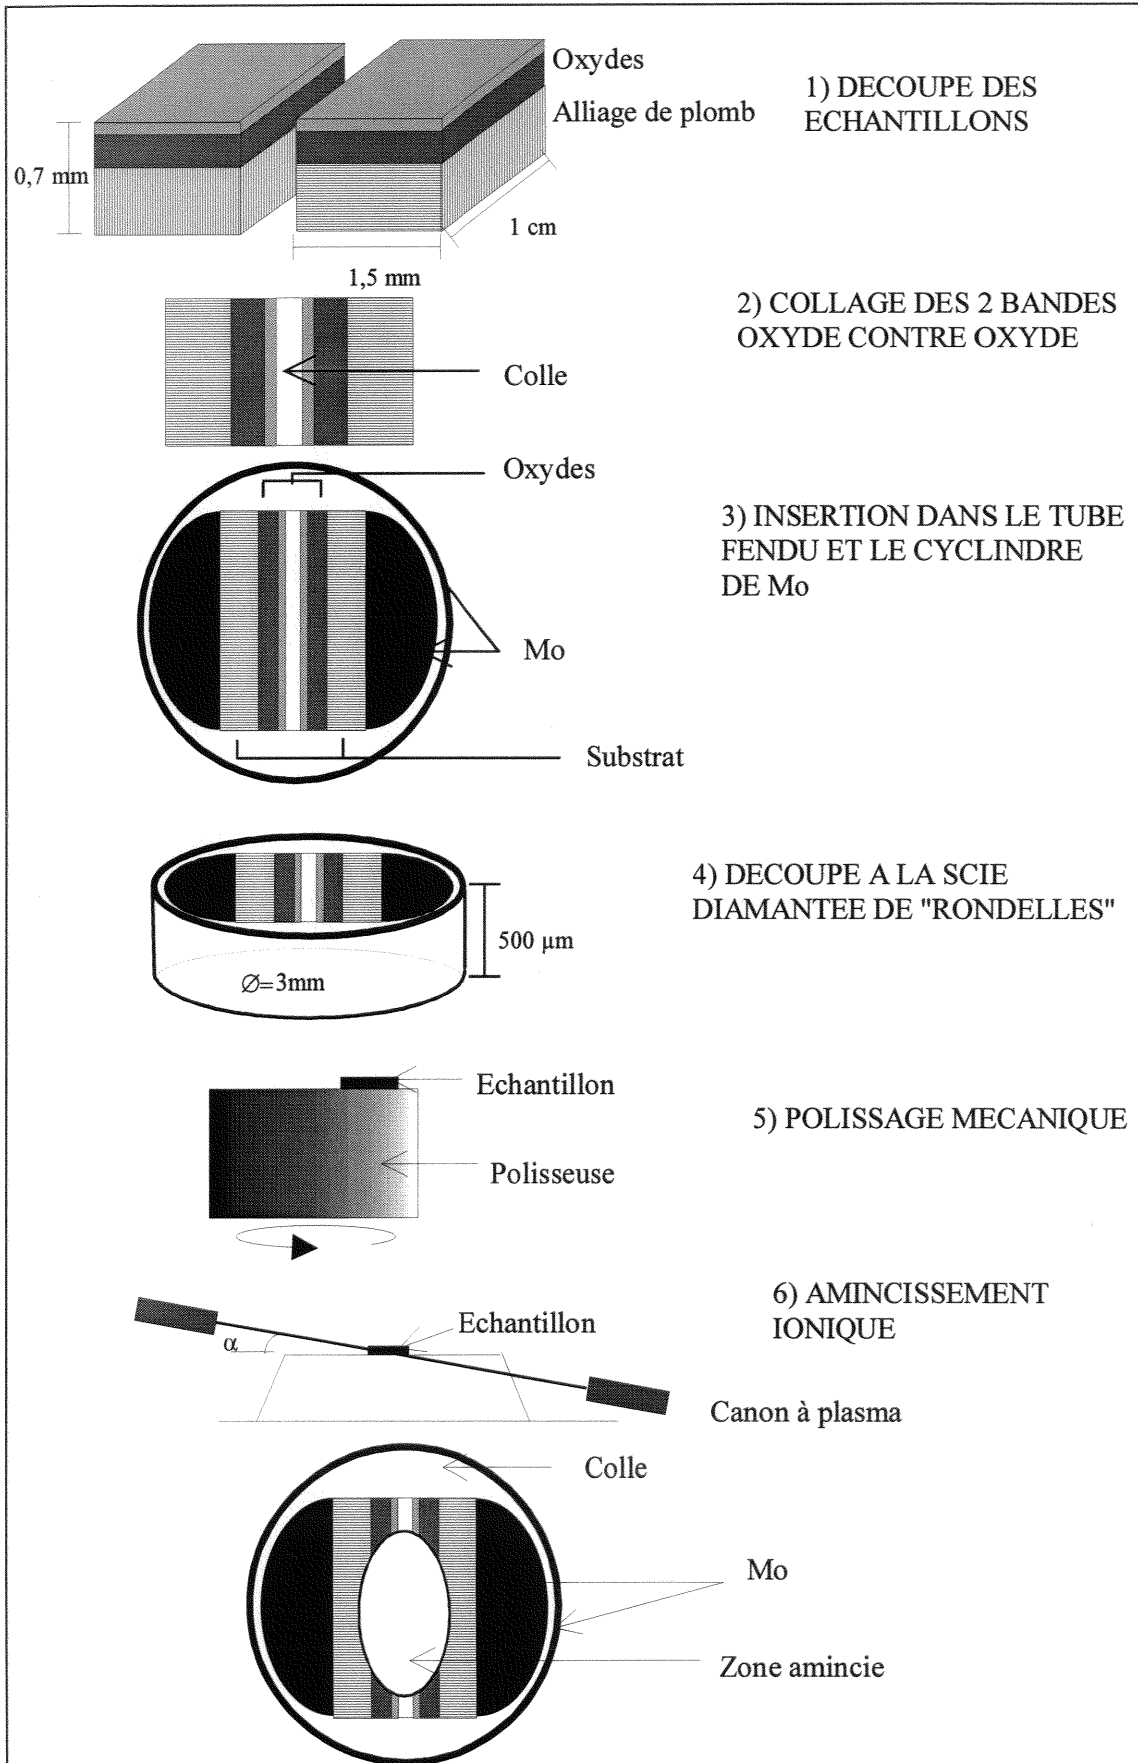 Oxydes
Alliage de plomb
1) DECOUPE DES
ECHANTILLONS
0,7 mm
1 cm
1,5 mm
2) COLLAGE DES 2 BANDES
OXYDE CONTRE OXYDE
Colle
Oxydes
3) INSERTION DANS LE TUBE
FENDU ET LE CYCLINDRE
DE Mo
Mo
Substrat
4) DECOUPE A LA SCIE
DIAMANTEE DE "RONDELLES"
500 µm
Ø=3mm
Echantillon
5) POLISSAGE MECANIQUE
Polisseuse
6) AMINCISSEMENT
IONIQUE
Echantillon
α
Canon à plasma
Colle
Mo
Zone amincie